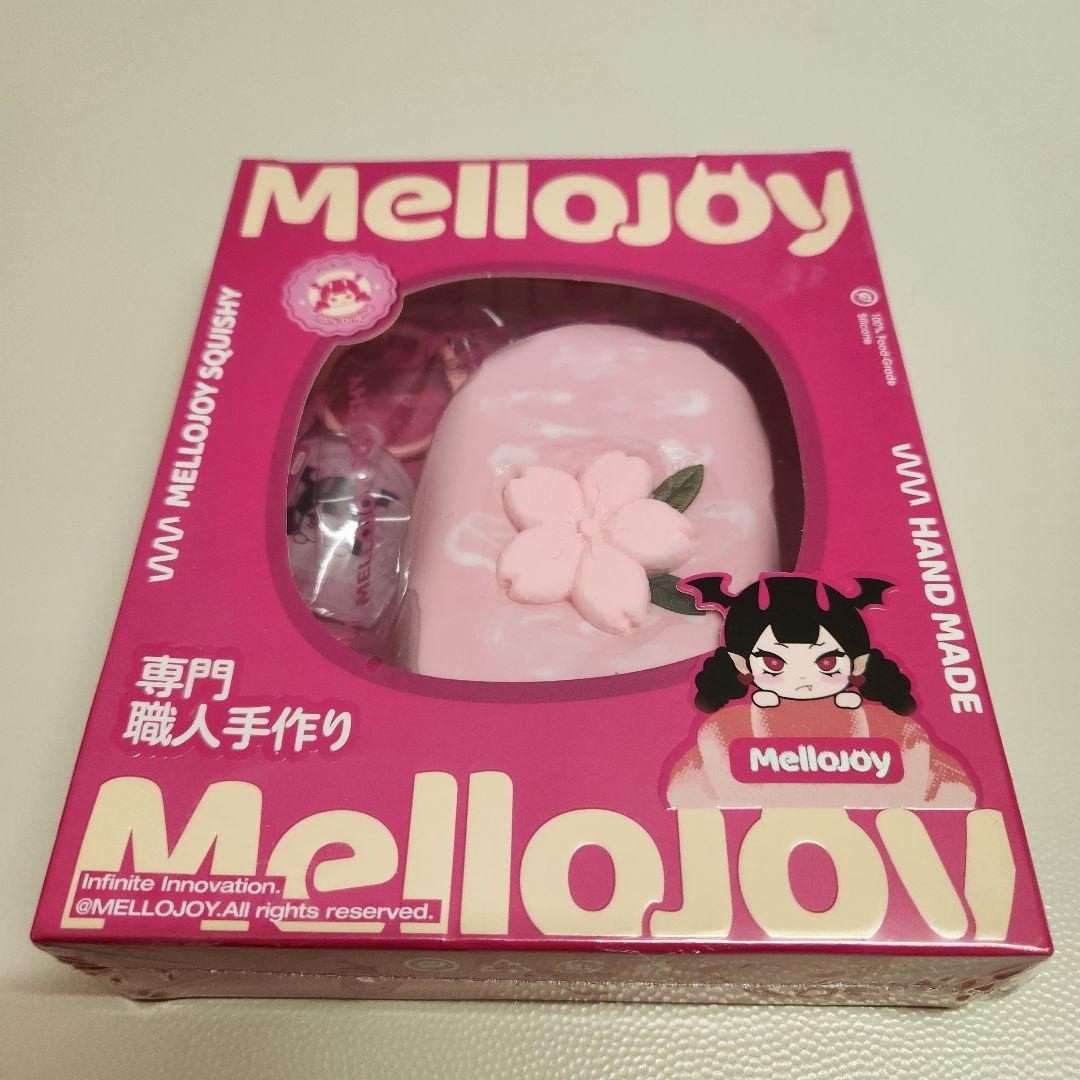 Mellojoy
MELLOJOY SQUISHY
100% Food-Grade
Silicone
HAND MADE
MELLOJOY
専門
職人手作り
Mellojoy
Mellojoy
Infinite Innovation.
@MELLOJOY.All rights reserved.